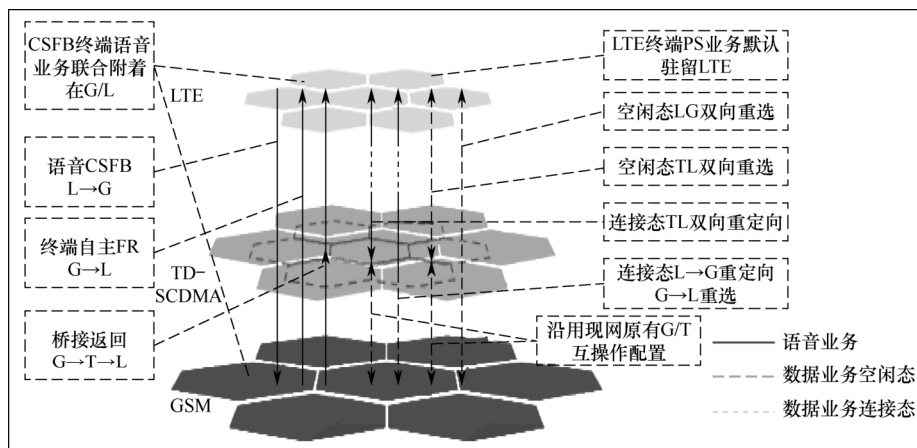 CSFB终端语音
业务联合附着
在G/L
LTE
语音CSFB
L→G
终端自主FR
G→L
TD-
SCDMA
桥接返回
G→T→L
GSM
LTE终端PS业务默认
驻留LTE
空闲态LG双向重选
空闲态TL双向重选
连接态TL双向重定向
连接态L→G重定向
G→L重选
沿用现网原有G/T
互操作配置
语音业务
数据业务空闲态
数据业务连接态